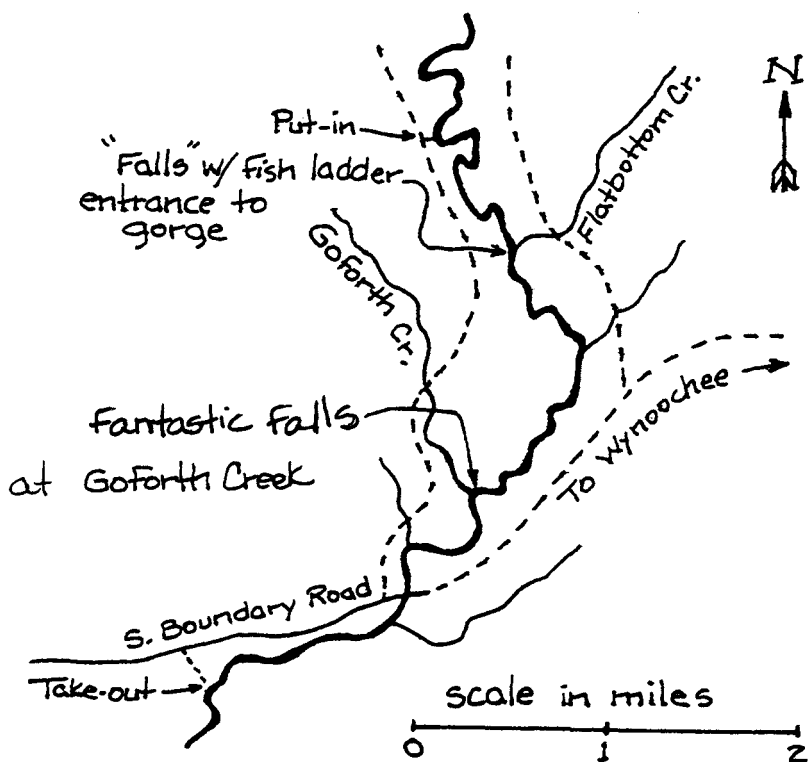 N
Put-in
"Falls" w/ fish ladder
entrance to
gorge
Flatbottom Cr.
Goforth Cr.
Fantastic Falls
at Goforth Creek
To Wynoochee
S. Boundary Road
Take-out
scale in miles
0 1 2